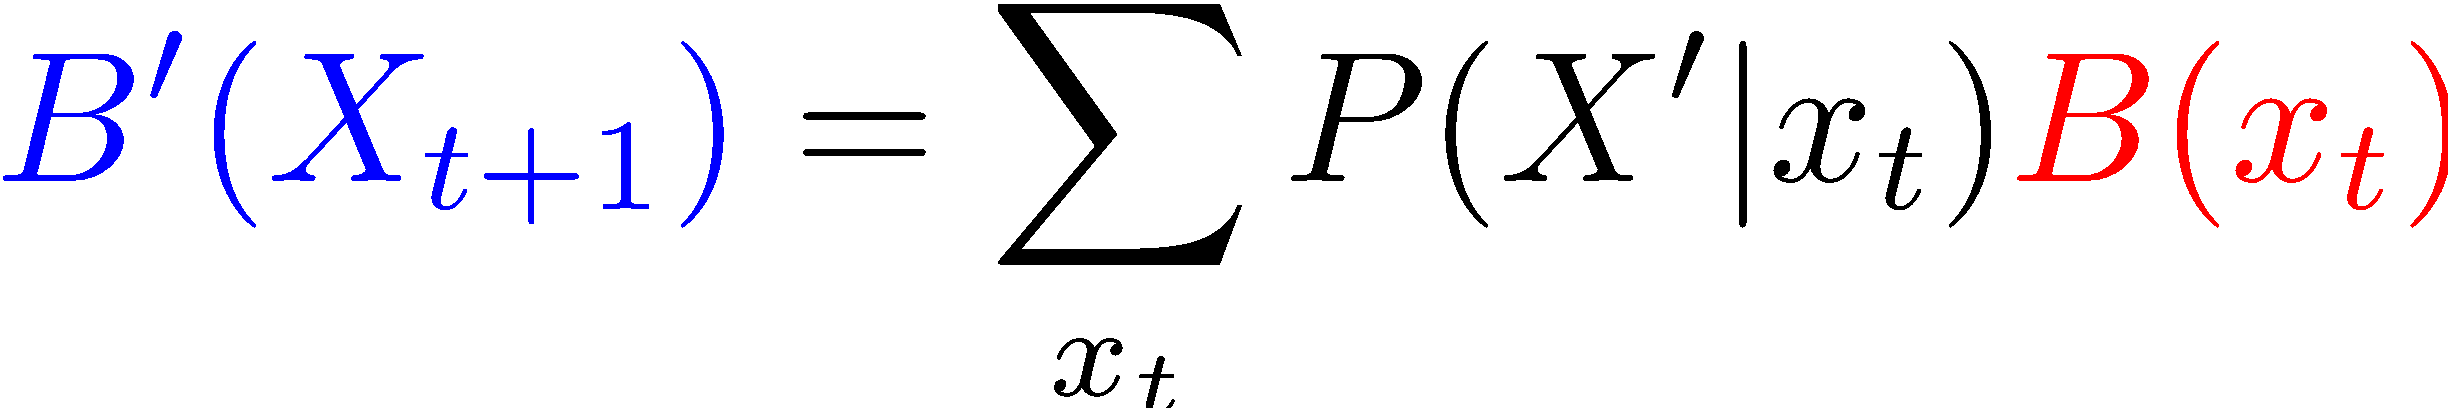 B′(X_{t+1}) = ∑_{x_t} P(X′|x_t)B(x_t)